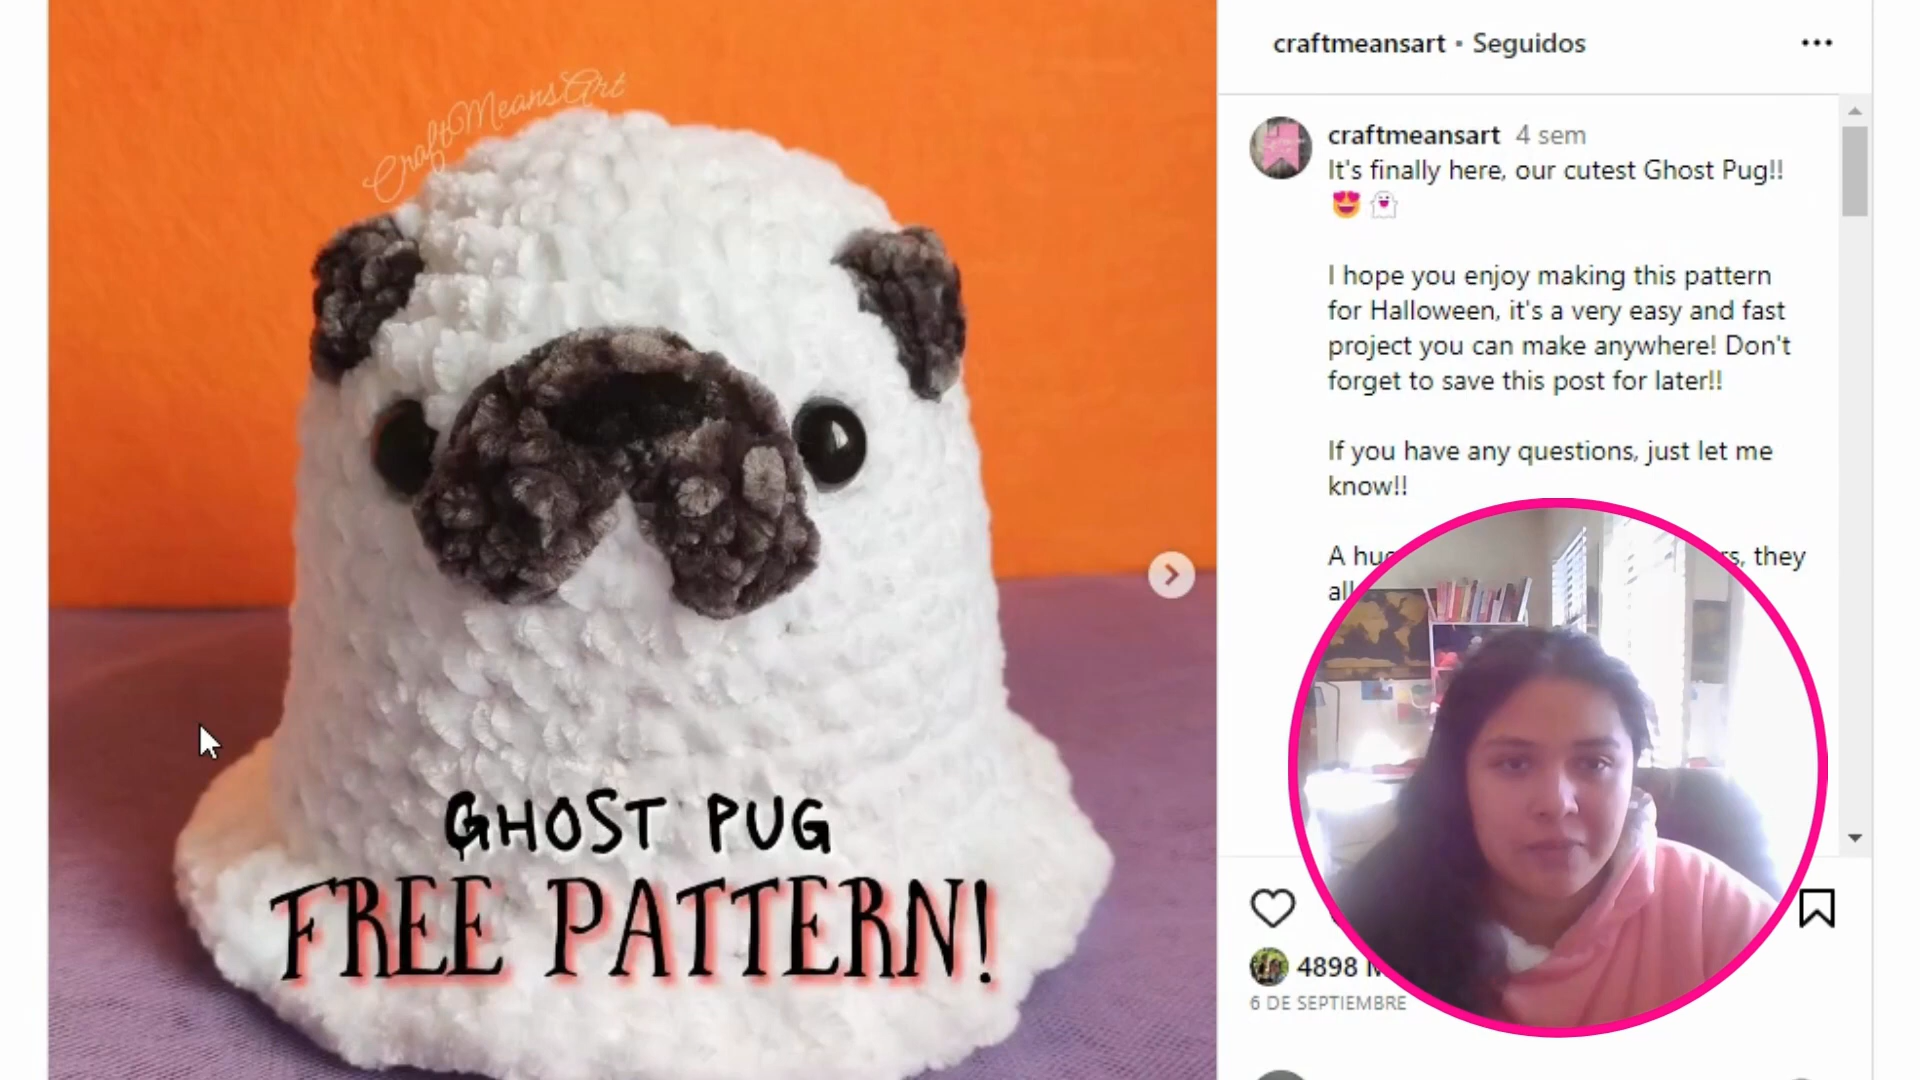 CraftMeansArt
GHOST PUG
FREE PATTERN!
craftmeansart • Seguidos
craftmeansart 4 sem
It's finally here, our cutest Ghost Pug!!
😍 👻
I hope you enjoy making this pattern
for Halloween, it's a very easy and fast
project you can make anywhere! Don't
forget to save this post for later!!
If you have any questions, just let me
know!!
A they
4898
6 DE SEPTIEMBRE